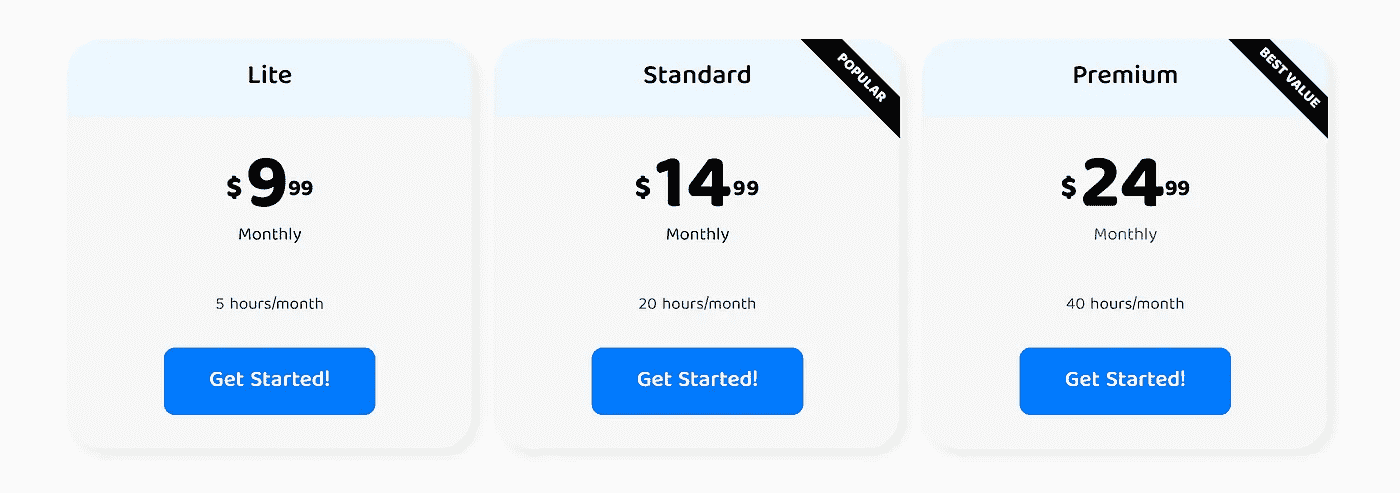 Lite
$9.99
Monthly
5 hours/month
Get Started!
Standard
POPULAR
$14.99
Monthly
20 hours/month
Get Started!
Premium
BEST VALUE
$24.99
Monthly
40 hours/month
Get Started!